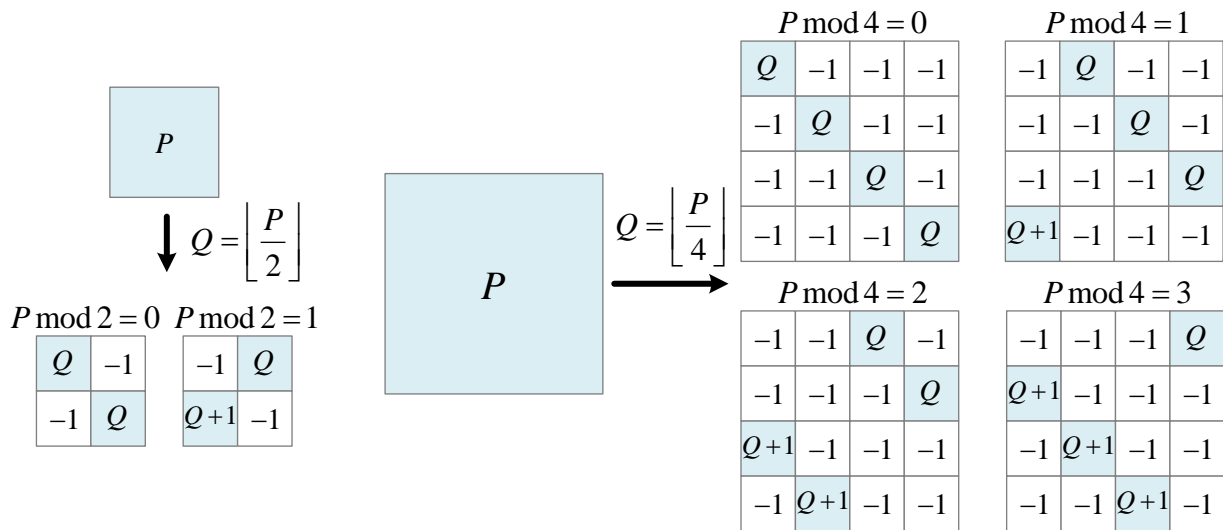 P
Q = ⌊P/2⌋
P mod 2 = 0
Q −1
−1 Q
P mod 2 = 1
−1 Q
Q+1 −1
P
Q = ⌊P/4⌋
P mod 4 = 0
Q −1 −1 −1
−1 Q −1 −1
−1 −1 Q −1
−1 −1 −1 Q
P mod 4 = 1
−1 Q −1 −1
−1 −1 Q −1
−1 −1 −1 Q
Q+1 −1 −1 −1
P mod 4 = 2
−1 −1 Q −1
−1 −1 −1 Q
Q+1 −1 −1 −1
−1 Q+1 −1 −1
P mod 4 = 3
−1 −1 −1 Q
Q+1 −1 −1 −1
−1 Q+1 −1 −1
−1 −1 Q+1 −1